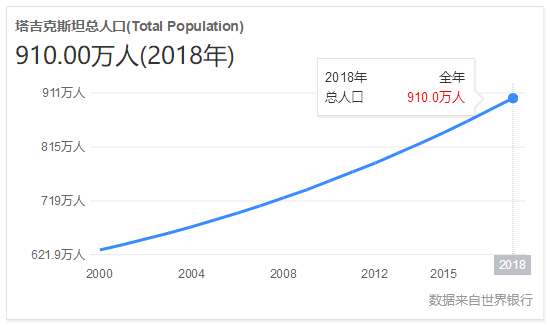 塔吉克斯坦总人口(Total Population)
910.00万人(2018年)
2018年 全年
总人口 910.0万人
911万人
815万人
719万人
621.9万人
2000 2004 2008 2012 2015 2018
数据来自世界银行